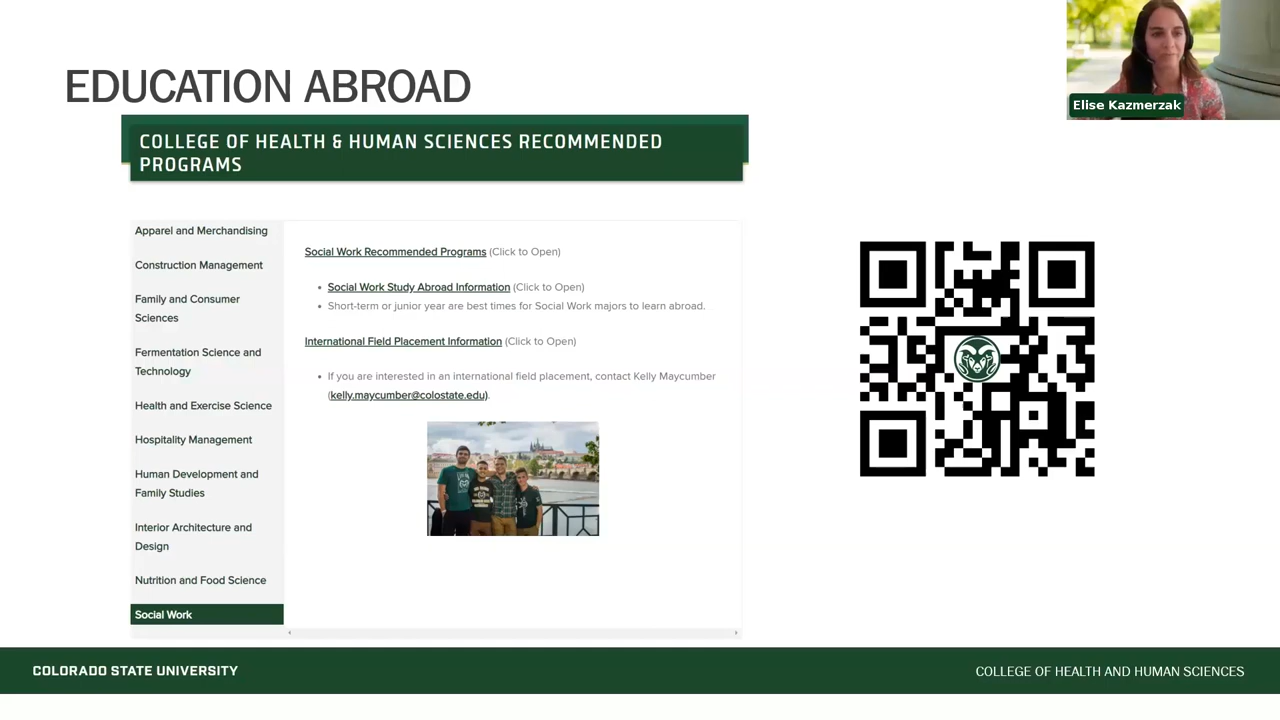 EDUCATION ABROAD
Elise Kazmerzak
COLLEGE OF HEALTH & HUMAN SCIENCES RECOMMENDED
PROGRAMS
Apparel and Merchandising
Construction Management
Family and Consumer
Sciences
Fermentation Science and
Technology
Health and Exercise Science
Hospitality Management
Human Development and
Family Studies
Interior Architecture and
Design
Nutrition and Food Science
Social Work
Social Work Recommended Programs (Click to Open)
• Social Work Study Abroad Information (Click to Open)
• Short-term or junior year are best times for Social Work majors to learn abroad.
International Field Placement Information (Click to Open)
• If you are interested in an international field placement, contact Kelly Maycumber
(kelly.maycumber@colostate.edu).
COLORADO STATE UNIVERSITY
COLLEGE OF HEALTH AND HUMAN SCIENCES